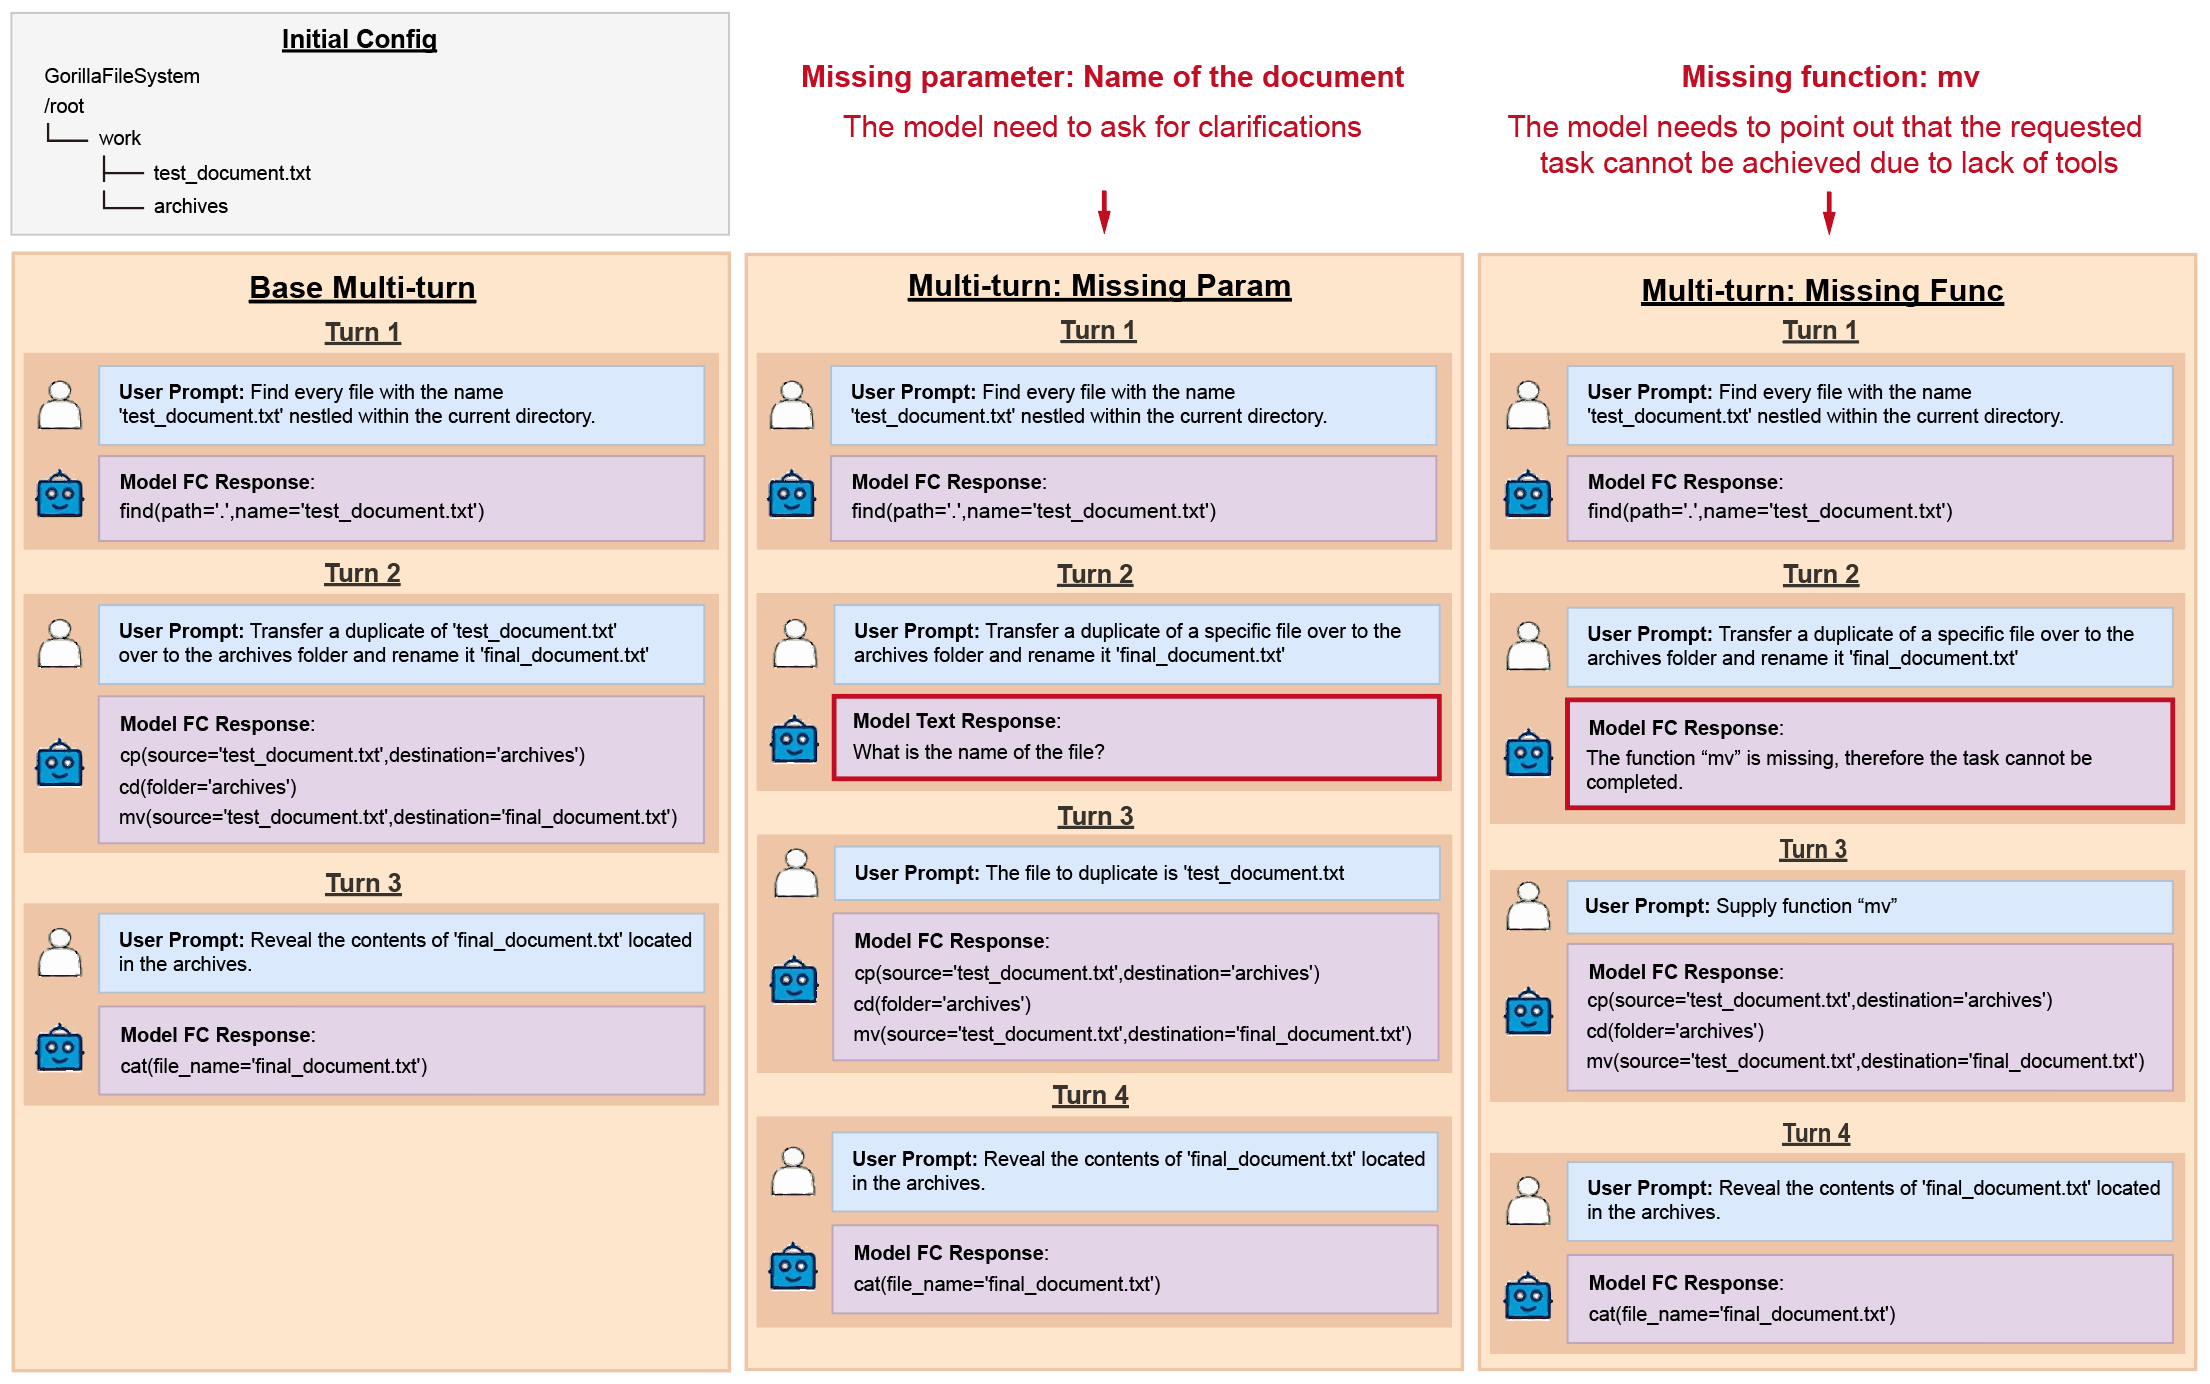 Initial Config
GorillaFileSystem
/root
work
test_document.txt
archives
Missing parameter: Name of the document
The model need to ask for clarifications
Missing function: mv
The model needs to point out that the requested
task cannot be achieved due to lack of tools
Base Multi-turn
Turn 1
User Prompt: Find every file with the name
'test_document.txt' nestled within the current directory.
Model FC Response:
find(path='.',name='test_document.txt')
Turn 2
User Prompt: Transfer a duplicate of 'test_document.txt'
over to the archives folder and rename it 'final_document.txt'
Model FC Response:
cp(source='test_document.txt',destination='archives')
cd(folder='archives')
mv(source='test_document.txt',destination='final_document.txt')
Turn 3
User Prompt: Reveal the contents of 'final_document.txt' located
in the archives.
Model FC Response:
cat(file_name='final_document.txt')
Multi-turn: Missing Param
Turn 1
User Prompt: Find every file with the name
'test_document.txt' nestled within the current directory.
Model FC Response:
find(path='.',name='test_document.txt')
Turn 2
User Prompt: Transfer a duplicate of a specific file over to the
archives folder and rename it 'final_document.txt'
Model Text Response:
What is the name of the file?
Turn 3
User Prompt: The file to duplicate is 'test_document.txt
Model FC Response:
cp(source='test_document.txt',destination='archives')
cd(folder='archives')
mv(source='test_document.txt',destination='final_document.txt')
Turn 4
User Prompt: Reveal the contents of 'final_document.txt' located
in the archives.
Model FC Response:
cat(file_name='final_document.txt')
Multi-turn: Missing Func
Turn 1
User Prompt: Find every file with the name
'test_document.txt' nestled within the current directory.
Model FC Response:
find(path='.',name='test_document.txt')
Turn 2
User Prompt: Transfer a duplicate of a specific file over to the
archives folder and rename it 'final_document.txt'
Model FC Response:
The function “mv” is missing, therefore the task cannot be
completed.
Turn 3
User Prompt: Supply function “mv”
Model FC Response:
cp(source='test_document.txt',destination='archives')
cd(folder='archives')
mv(source='test_document.txt',destination='final_document.txt')
Turn 4
User Prompt: Reveal the contents of 'final_document.txt' located
in the archives.
Model FC Response:
cat(file_name='final_document.txt')